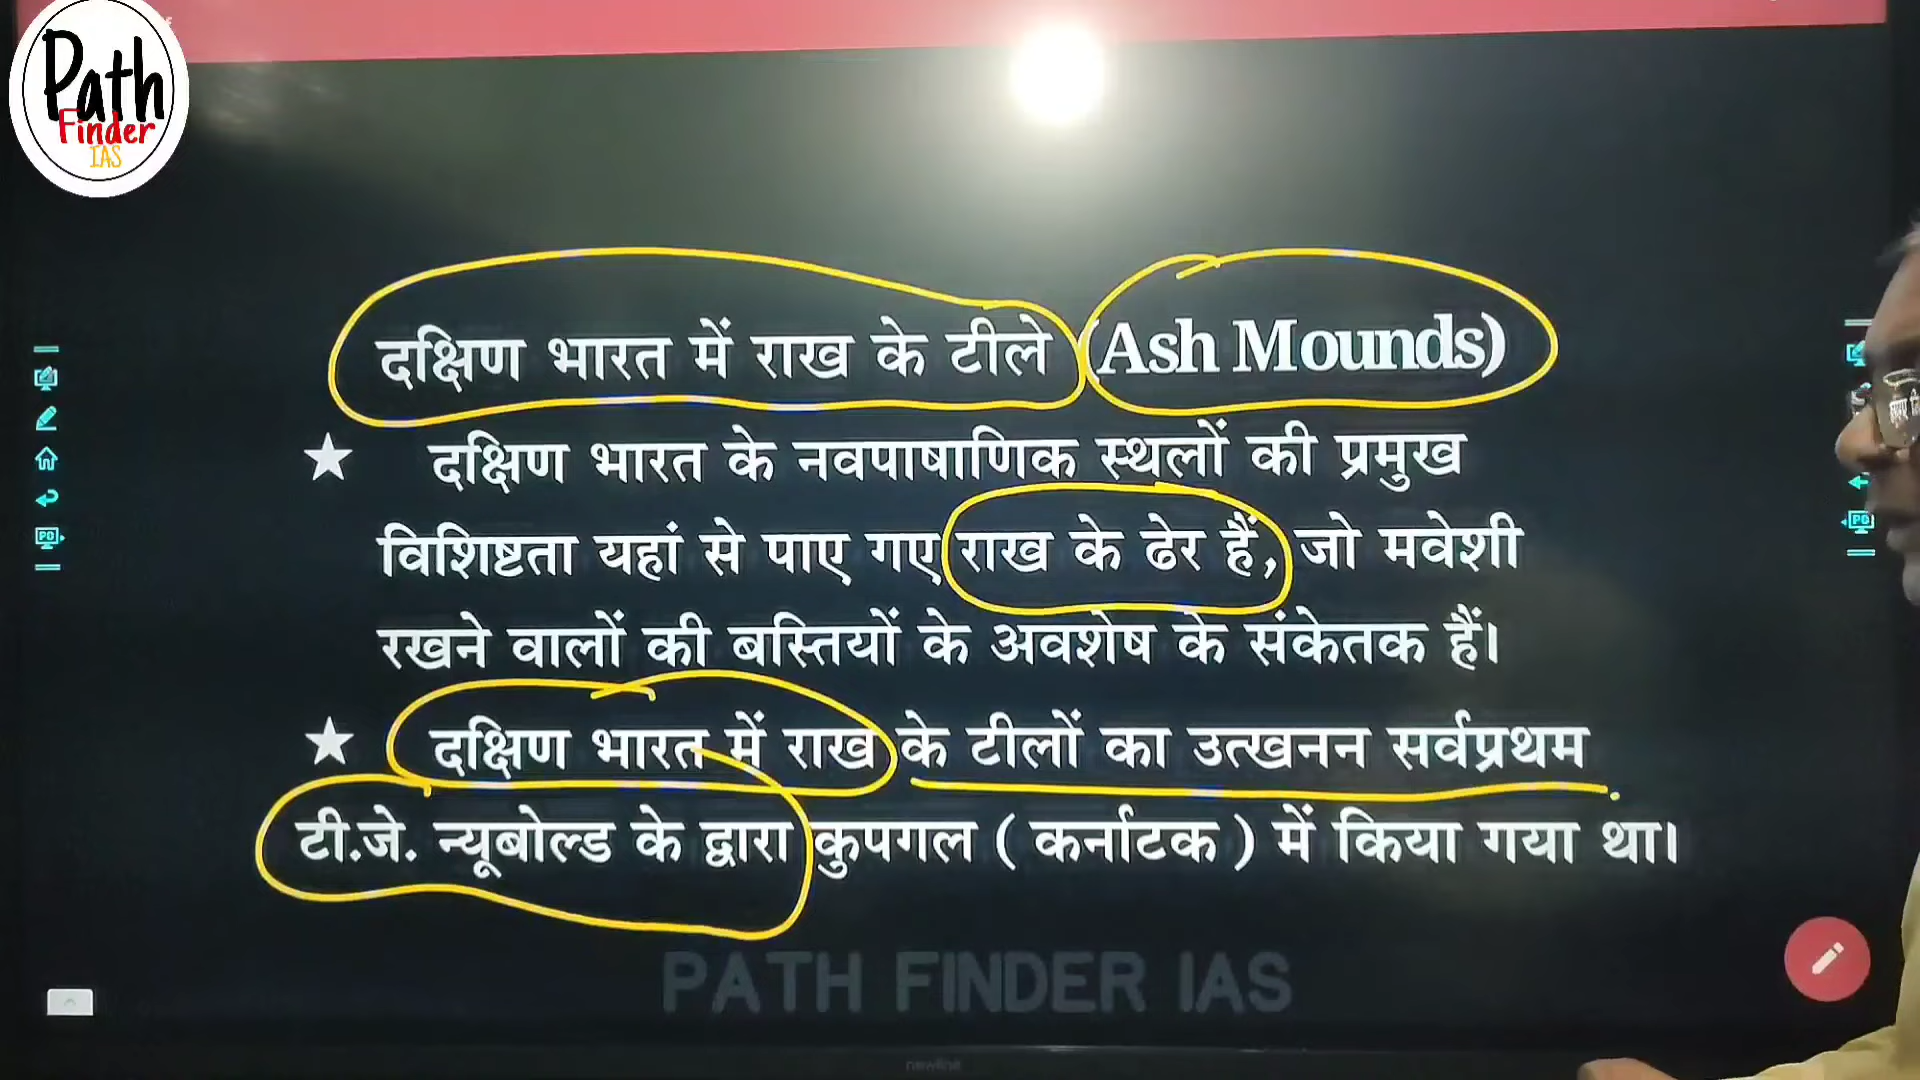 Path
Finder
IAS
दक्षिण भारत में राख के टीले (Ash Mounds)
★ दक्षिण भारत के नवपाषाणिक स्थलों की प्रमुख
विशिष्टता यहां से पाए गए राख के ढेर हैं, जो मवेशी
रखने वालों की बस्तियों के अवशेष के संकेतक हैं।
★ दक्षिण भारत में राख के टीलों का उत्खनन सर्वप्रथम
टी.जे. न्यूबोल्ड के द्वारा कुपगल ( कर्नाटक ) में किया गया था।
PATH FINDER IAS
newline